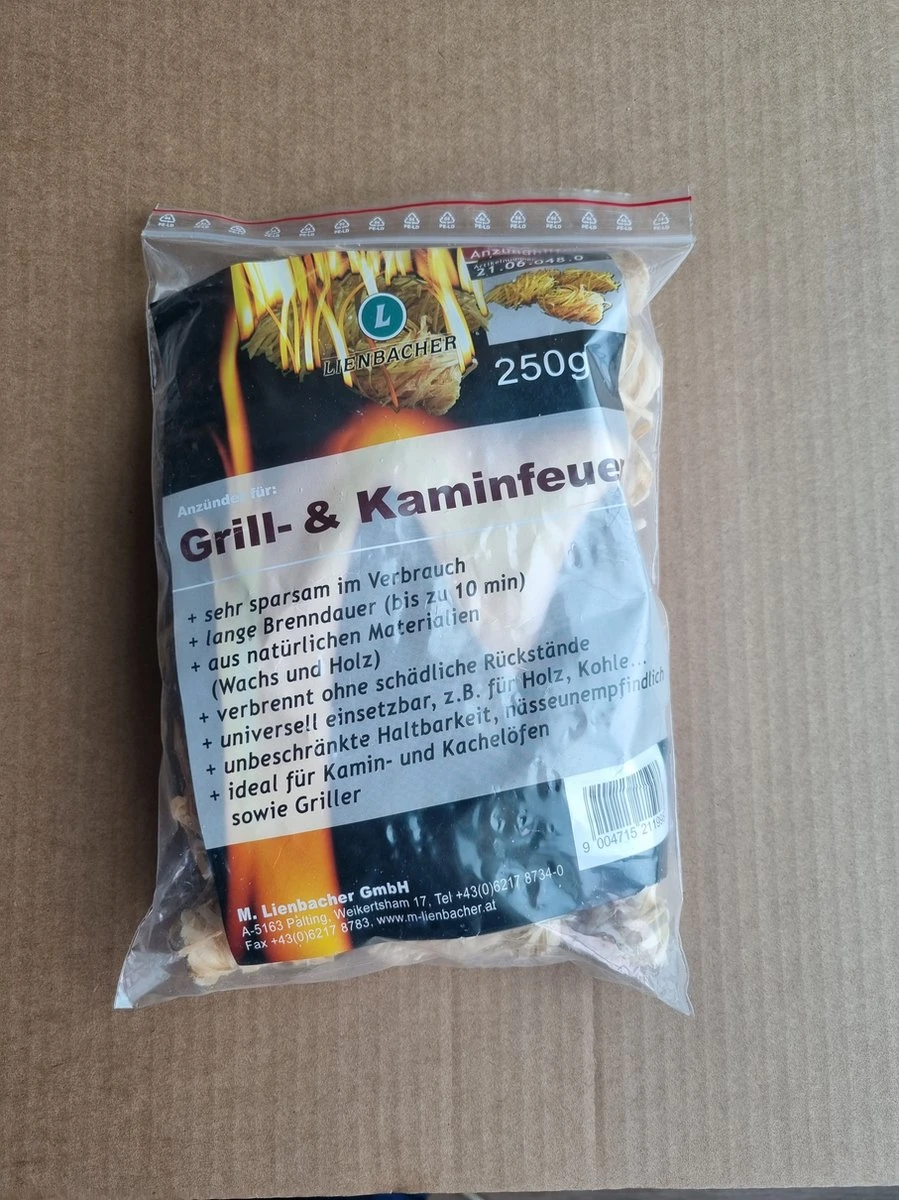 21.06.048.0
L
LIENBACHER
250g
Anzünder für:
Grill- & Kaminfeuer
+ sehr sparsam im Verbrauch
+ lange Brenndauer (bis zu 10 min)
+ aus natürlichen Materialien
(Wachs und Holz)
+ verbrennt ohne schädliche Rückstände
+ universell einsetzbar, z.B. für Holz, Kohle...
+ unbeschränkte Haltbarkeit, nässeunempfindlich
+ ideal für Kamin- und Kachelöfen
sowie Griller
9 004715
M. Lienbacher GmbH
A-5163 Palting, Weikertsham 17, Tel +43(0)6217 8734-0
Fax +43(0)6217 8783, www.m-lienbacher.at